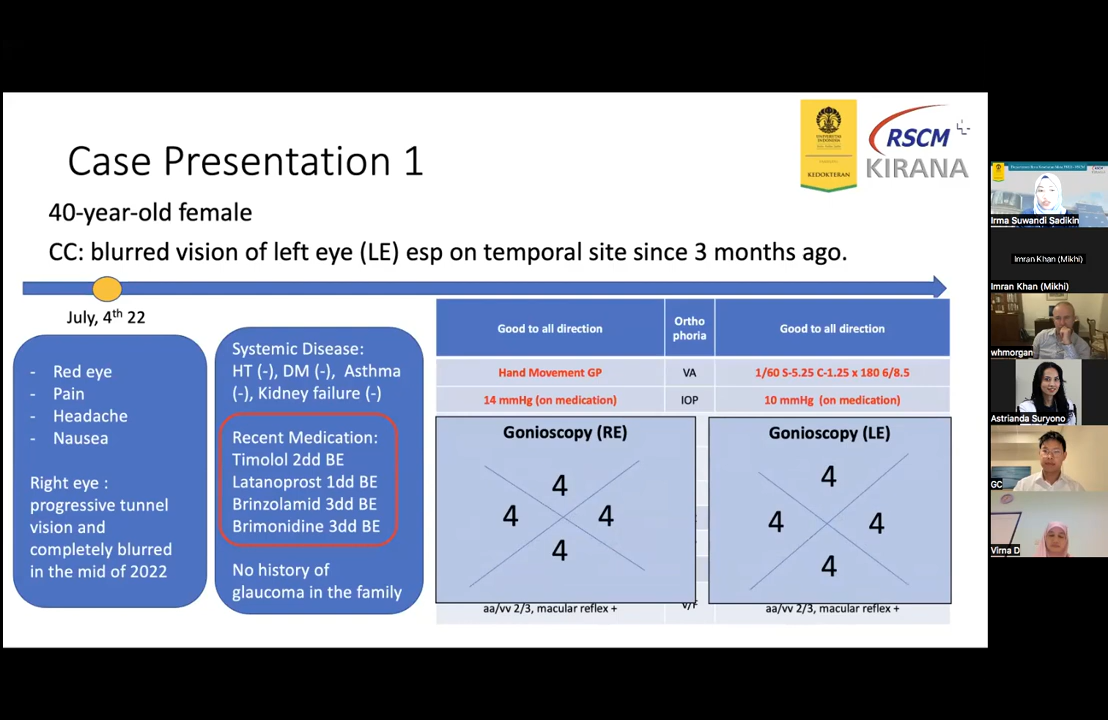 Case Presentation 1
UNIVERSITAS
INDONESIA
KEDOKTERAN
RSCM
KIRANA
40-year-old female
CC: blurred vision of left eye (LE) esp on temporal site since 3 months ago.
July, 4th 22
- Red eye
- Pain
- Headache
- Nausea
Right eye :
progressive tunnel
vision and
completely blurred
in the mid of 2022
Systemic Disease:
HT (-), DM (-), Asthma
(-), Kidney failure (-)
Recent Medication:
Timolol 2dd BE
Latanoprost 1dd BE
Brinzolamid 3dd BE
Brimonidine 3dd BE
No history of
glaucoma in the family
Good to all direction
Ortho
phoria
Good to all direction
Hand Movement GP
VA
1/60 S-5.25 C-1.25 x 180 6/8.5
14 mmHg (on medication)
IOP
10 mmHg (on medication)
Gonioscopy (RE)
4
4 4
4
Gonioscopy (LE)
4
4 4
4
aa/vv 2/3, macular reflex +
aa/vv 2/3, macular reflex +
Irma Suwandi Sadikin
Imran Khan (Mikhi)
Imran Khan (Mikhi)
whmorgan
Astrianda Suryono
GC
Virna D